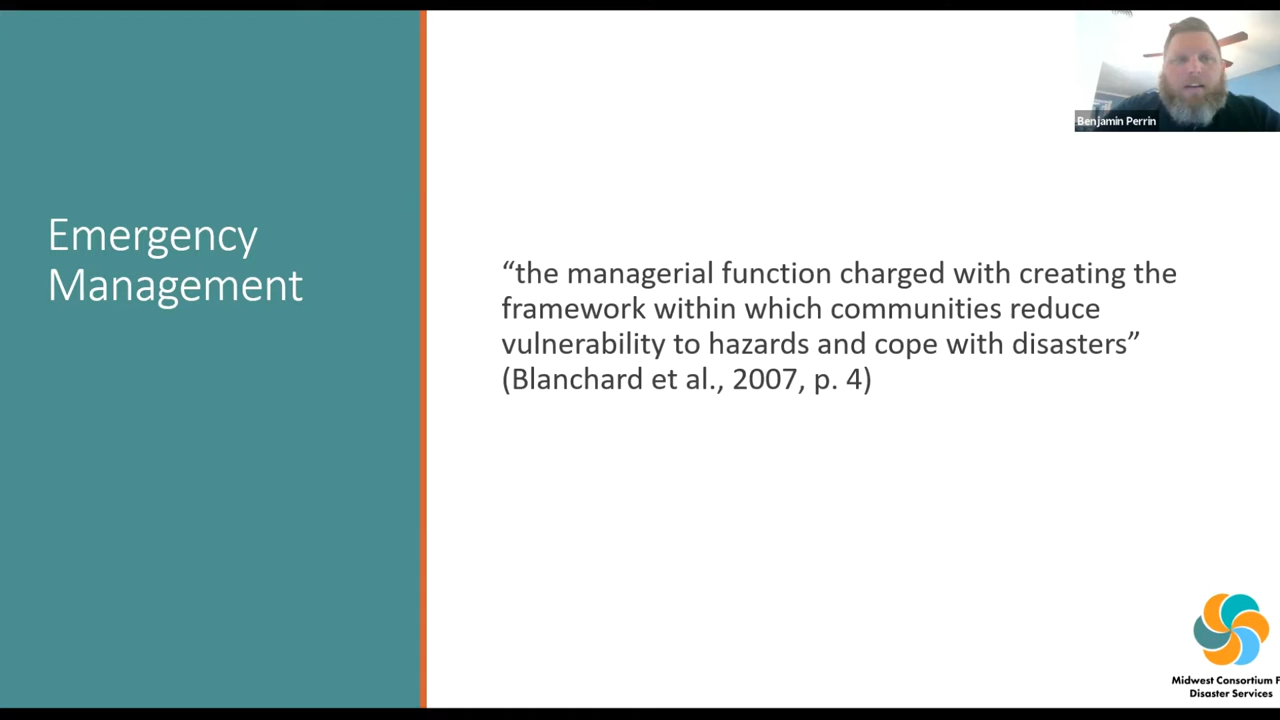 Benjamin Perrin
Emergency
Management
“the managerial function charged with creating the
framework within which communities reduce
vulnerability to hazards and cope with disasters”
(Blanchard et al., 2007, p. 4)
Midwest Consortium F
Disaster Services